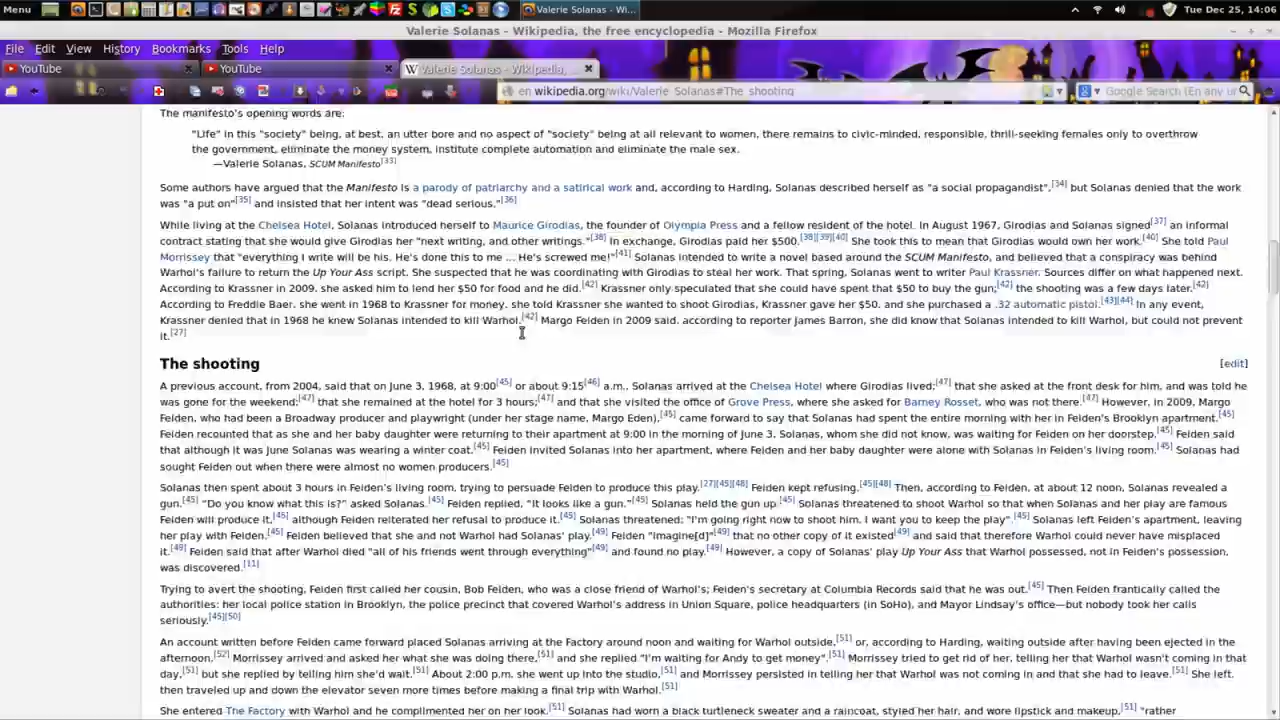 Menu Valerie Solanas - Wi... Tue Dec 25, 14:06
Valerie Solanas - Wikipedia, the free encyclopedia - Mozilla Firefox
File Edit View History Bookmarks Tools Help
YouTube YouTube W Valerie Solanas - Wikipedia, ...
en.wikipedia.org/wiki/Valerie_Solanas#The_shooting Google Search (En any ur
The manifesto's opening words are:
"Life" in this "society" being, at best, an utter bore and no aspect of "society" being at all relevant to women, there remains to civic-minded, responsible, thrill-seeking females only to overthrow
the government, eliminate the money system, institute complete automation and eliminate the male sex.
—Valerie Solanas, SCUM Manifesto[33]
Some authors have argued that the Manifesto is a parody of patriarchy and a satirical work and, according to Harding, Solanas described herself as "a social propagandist",[34] but Solanas denied that the work
was "a put on"[35] and insisted that her intent was "dead serious."[36]
While living at the Chelsea Hotel, Solanas introduced herself to Maurice Girodias, the founder of Olympia Press and a fellow resident of the hotel. In August 1967, Girodias and Solanas signed[37] an informal
contract stating that she would give Girodias her "next writing, and other writings."[38] In exchange, Girodias paid her $500.[38][39][40] She took this to mean that Girodias would own her work.[40] She told Paul
Morrissey that "everything I write will be his. He's done this to me ... He's screwed me!"[41] Solanas intended to write a novel based around the SCUM Manifesto, and believed that a conspiracy was behind
Warhol's failure to return the Up Your Ass script. She suspected that he was coordinating with Girodias to steal her work. That spring, Solanas went to writer Paul Krassner. Sources differ on what happened next.
According to Krassner in 2009, she asked him to lend her $50 for food and he did.[42] Krassner only speculated that she could have spent that $50 to buy the gun;[42] the shooting was a few days later.[42]
According to Freddie Baer, she went in 1968 to Krassner for money, she told Krassner she wanted to shoot Girodias, Krassner gave her $50, and she purchased a .32 automatic pistol.[43][44] In any event,
Krassner denied that in 1968 he knew Solanas intended to kill Warhol.[42] Margo Feiden in 2009 said, according to reporter James Barron, she did know that Solanas intended to kill Warhol, but could not prevent
it.[27]
The shooting [edit]
A previous account, from 2004, said that on June 3, 1968, at 9:00[45] or about 9:15[46] a.m., Solanas arrived at the Chelsea Hotel where Girodias lived;[47] that she asked at the front desk for him, and was told he
was gone for the weekend;[47] that she remained at the hotel for 3 hours;[47] and that she visited the office of Grove Press, where she asked for Barney Rosset, who was not there.[47] However, in 2009, Margo
Feiden, who had been a Broadway producer and playwright (under her stage name, Margo Eden),[45] came forward to say that Solanas had spent the entire morning with her in Feiden's Brooklyn apartment.[45]
Feiden recounted that as she and her baby daughter were returning to their apartment at 9:00 in the morning of June 3, Solanas, whom she did not know, was waiting for Feiden on her doorstep.[45] Feiden said
that although it was June Solanas was wearing a winter coat.[45] Feiden invited Solanas into her apartment, where Feiden and her baby daughter were alone with Solanas in Feiden's living room.[45] Solanas had
sought Feiden out when there were almost no women producers.[45]
Solanas then spent about 3 hours in Feiden's living room, trying to persuade Feiden to produce this play.[27][45][48] Feiden kept refusing.[45][48] Then, according to Feiden, at about 12 noon, Solanas revealed a
gun.[45] "Do you know what this is?" asked Solanas.[45] Feiden replied, "It looks like a gun."[45] Solanas held the gun up.[45] Solanas threatened to shoot Warhol so that when Solanas and her play are famous
Feiden will produce it,[45] although Feiden reiterated her refusal to produce it.[45] Solanas threatened: "I'm going right now to shoot him. I want you to keep the play".[45] Solanas left Feiden's apartment, leaving
her play with Feiden.[45] Feiden believed that she and not Warhol had Solanas' play.[49] Feiden "imagine[d]"[49] that no other copy of it existed[49] and said that therefore Warhol could never have misplaced
it.[49] Feiden said that after Warhol died "all of his friends went through everything"[49] and found no play.[49] However, a copy of Solanas' play Up Your Ass that Warhol possessed, not in Feiden's possession,
was discovered.[11]
Trying to avert the shooting, Feiden first called her cousin, Bob Feiden, who was a close friend of Warhol's; Feiden's secretary at Columbia Records said that he was out.[45] Then Feiden frantically called the
authorities: her local police station in Brooklyn, the police precinct that covered Warhol's address in Union Square, police headquarters (in SoHo), and Mayor Lindsay's office—but nobody took her calls
seriously.[45][50]
An account written before Feiden came forward placed Solanas arriving at the Factory around noon and waiting for Warhol outside,[51] or, according to Harding, waiting outside after having been ejected in the
afternoon.[52] Morrissey arrived and asked her what she was doing there,[51] and she replied "I'm waiting for Andy to get money".[51] Morrissey tried to get rid of her, telling her that Warhol wasn't coming in that
day,[51] but she replied by telling him she'd wait.[51] About 2:00 p.m. she went up into the studio,[51] and Morrissey persisted in telling her that Warhol was not coming in and that she had to leave.[51] She left,
then traveled up and down the elevator seven more times before making a final trip with Warhol.[51]
She entered The Factory with Warhol and he complimented her on her look.[51] Solanas had worn a black turtleneck sweater and a raincoat, styled her hair, and wore lipstick and makeup,[51] "rather